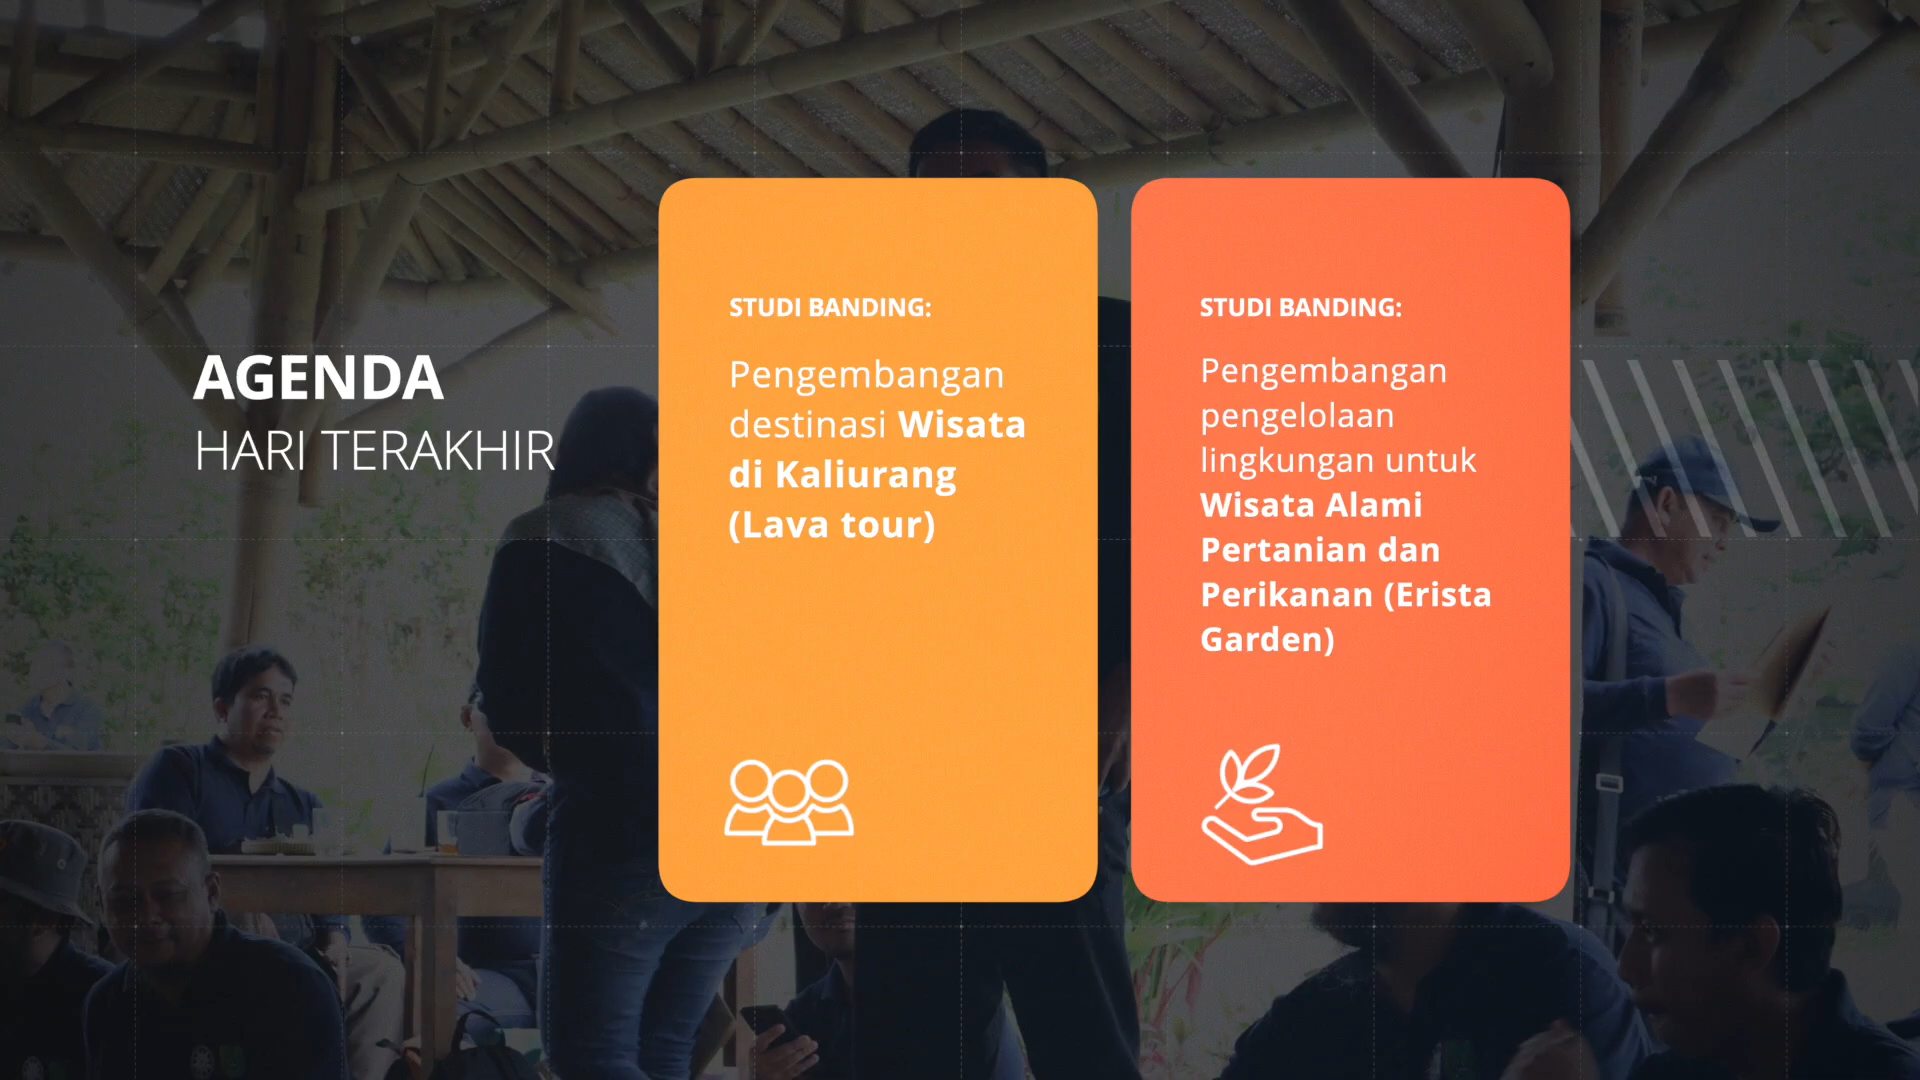 AGENDA
HARI TERAKHIR
STUDI BANDING:
Pengembangan
destinasi Wisata
di Kaliurang
(Lava tour)
STUDI BANDING:
Pengembangan
pengelolaan
lingkungan untuk
Wisata Alami
Pertanian dan
Perikanan (Erista
Garden)